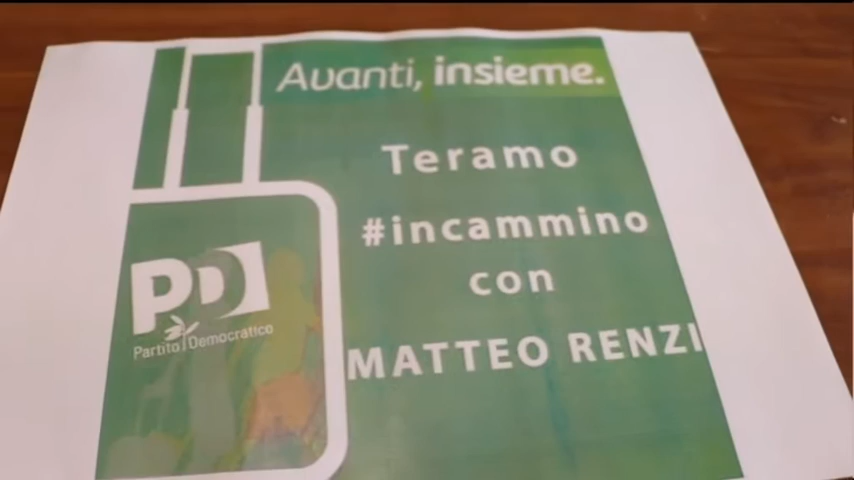 Avanti, insieme.
Teramo
#incammino
con
MATTEO RENZI
PD
Partito Democratico